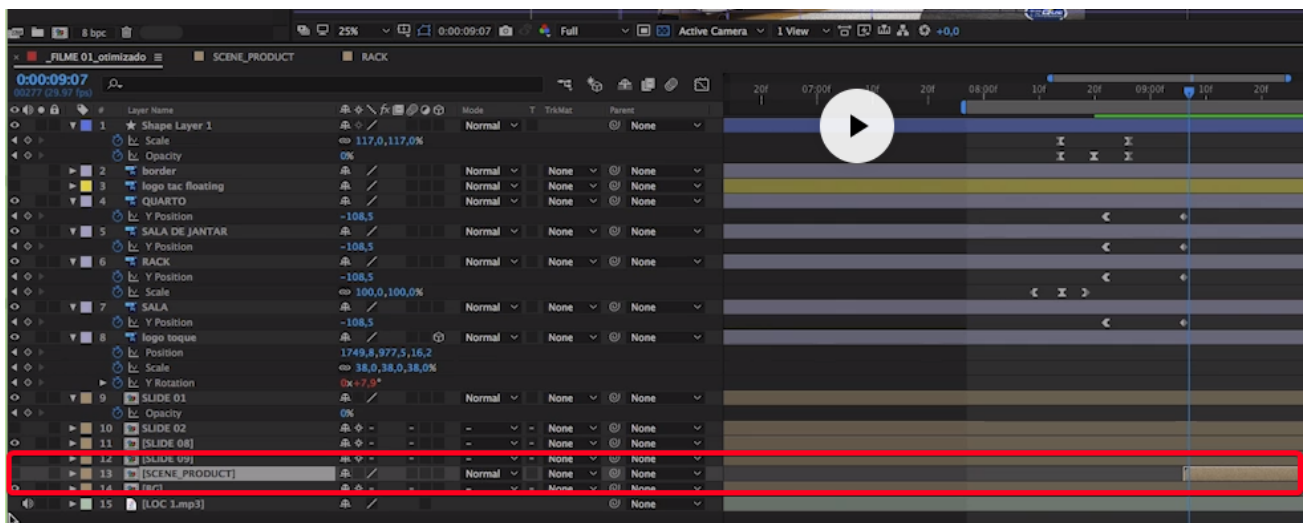 8 bpc 25% 0:00:09:07 Full Active Camera 1 View +0,0
_FILME 01_otimizado SCENE_PRODUCT RACK
0:00:09:07
00277 (29.97 fps)
20f 07:00f 10f 20f 08:00f 10f 20f 09:00f 10f 20f
# Layer Name Mode T TrkMat Parent
1 Shape Layer 1 Normal None
Scale 117,0,117,0%
Opacity 0%
2 border Normal None None
3 logo tac floating Normal None None
4 QUARTO Normal None None
Y Position -108,5
5 SALA DE JANTAR Normal None None
Y Position -108,5
6 RACK Normal None None
Y Position -108,5
Scale 100,0,100,0%
7 SALA Normal None None
Y Position -108,5
8 logo toque Normal None None
Position 1749,8,977,5,16,2
Scale 38,0,38,0,38,0%
Y Rotation 0x+7,9°
9 SLIDE 01 Normal None None
Opacity 0%
10 SLIDE 02 - None None
11 [SLIDE 08] - None None
12 [SLIDE 09] - None None
13 [SCENE_PRODUCT] Normal None None
14 [BG] - None None
15 [LOC 1.mp3] None